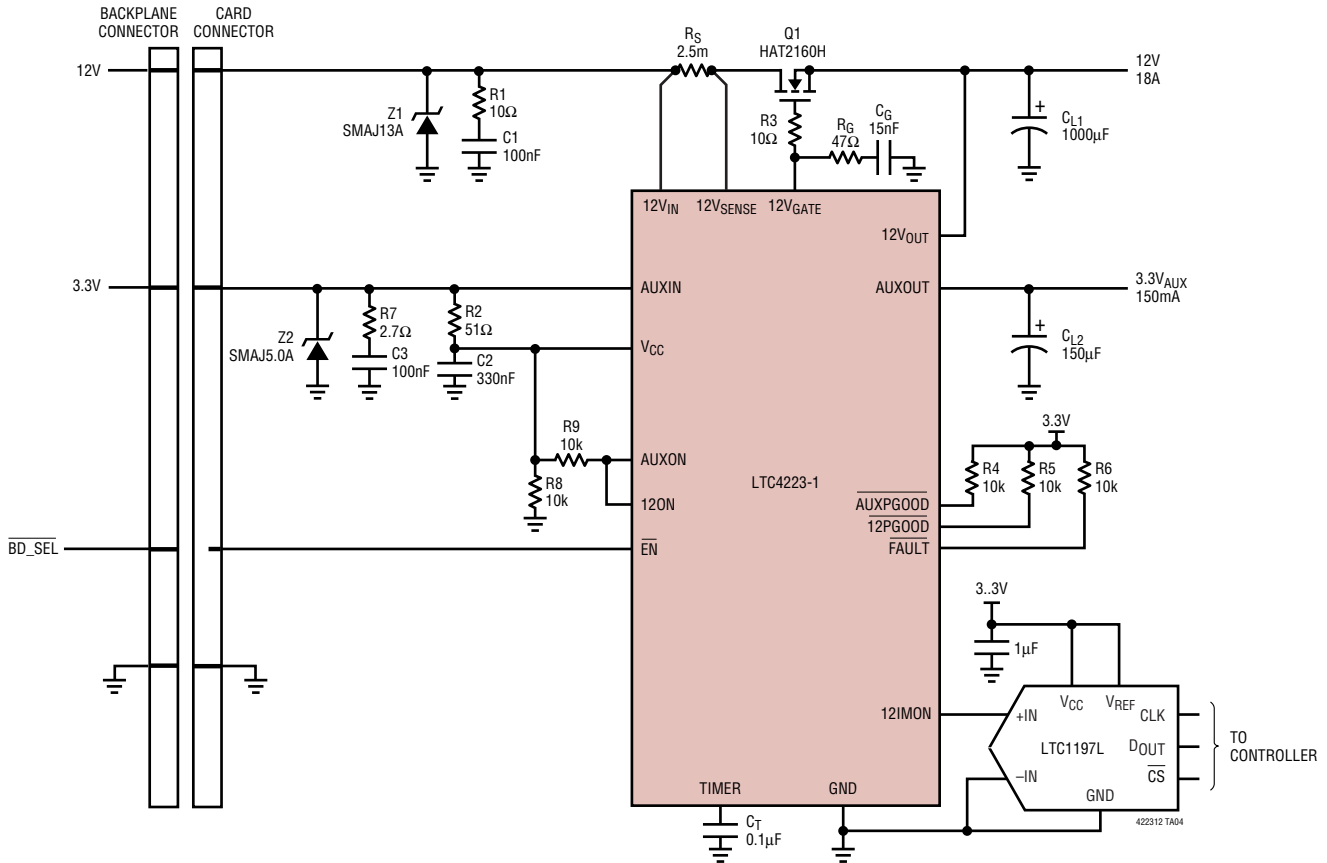 BACKPLANE
CONNECTOR
CARD
CONNECTOR
12V
Z1
SMAJ13A
R1
10Ω
C1
100nF
RS
2.5m
Q1
HAT2160H
R3
10Ω
RG
47Ω
CG
15nF
12V
18A
CL1
1000µF
12VIN
12VSENSE
12VGATE
12VOUT
3.3V
Z2
SMAJ5.0A
R7
2.7Ω
C3
100nF
R2
51Ω
C2
330nF
AUXIN
VCC
AUXOUT
3.3VAUX
150mA
CL2
150µF
R9
10k
R8
10k
AUXON
12ON
LTC4223-1
3.3V
R4
10k
R5
10k
R6
10k
AUXPGOOD
12PGOOD
FAULT
BD_SEL
EN
3..3V
1µF
12IMON
+IN
–IN
VCC
VREF
CLK
LTC1197L
DOUT
CS
GND
TO
CONTROLLER
TIMER
GND
CT
0.1µF
422312 TA04